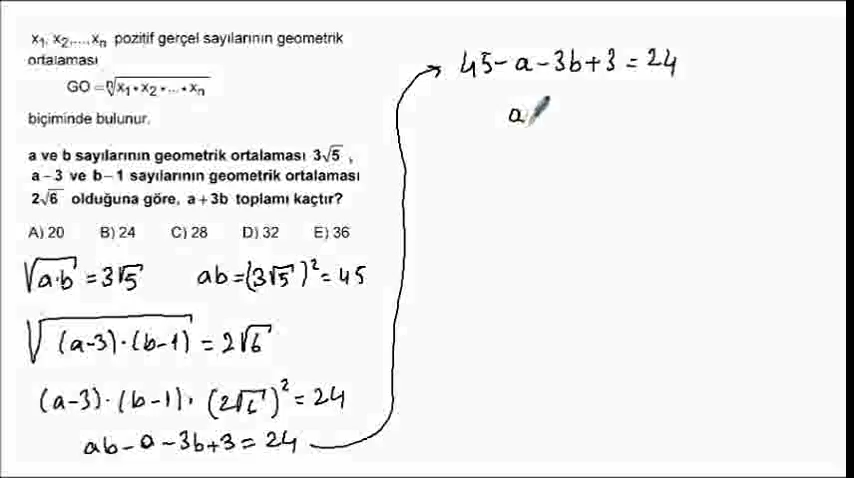 x₁, x₂,..., xₙ pozitif gerçel sayılarının geometrik
ortalaması
GO = ⁿ√(x₁ • x₂ • ... • xₙ)
biçiminde bulunur.
a ve b sayılarının geometrik ortalaması 3√5 ,
a – 3 ve b – 1 sayılarının geometrik ortalaması
2√6 olduğuna göre, a + 3b toplamı kaçtır?
A) 20 B) 24 C) 28 D) 32 E) 36
√(a·b) = 3√5 ab = (3√5)² = 45
√((a-3)·(b-1)) = 2√6
(a-3)·(b-1) · (2√6)² = 24
ab - a - 3b + 3 = 24
45 - a - 3b + 3 = 24
a